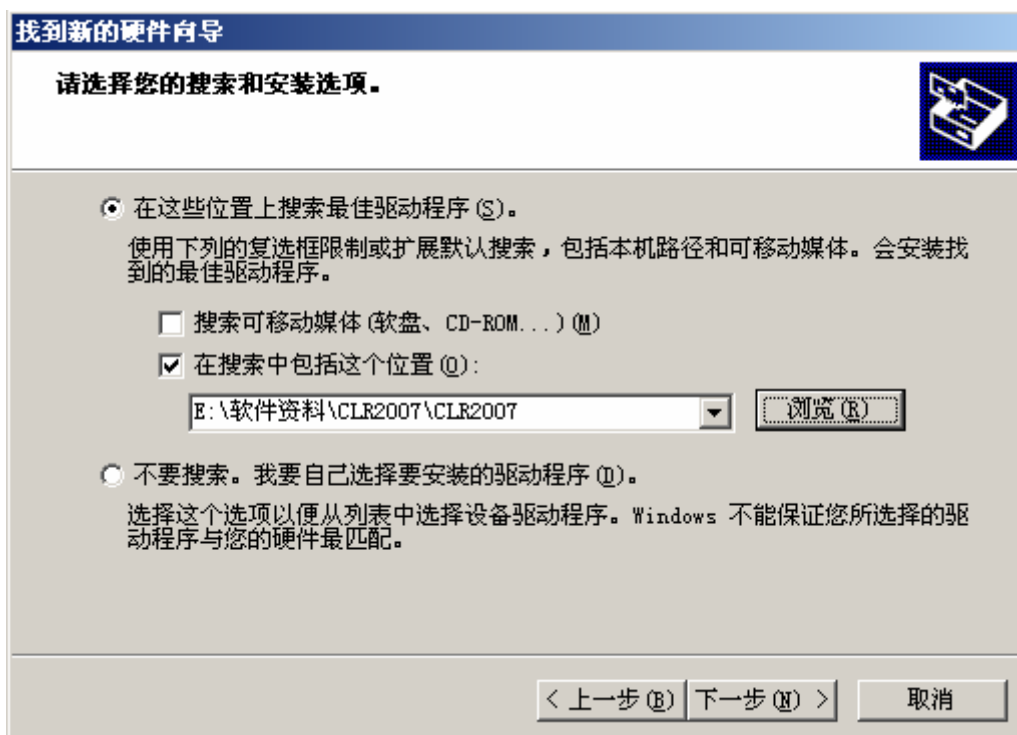 找到新的硬件向导
请选择您的搜索和安装选项。
在这些位置上搜索最佳驱动程序(S)。
使用下列的复选框限制或扩展默认搜索，包括本机路径和可移动媒体。会安装找
到的最佳驱动程序。
搜索可移动媒体(软盘、CD-ROM...)(M)
在搜索中包括这个位置(O):
E:\软件资料\CLR2007\CLR2007
浏览(R)
不要搜索。我要自己选择要安装的驱动程序(D)。
选择这个选项以便从列表中选择设备驱动程序。Windows 不能保证您所选择的驱
动程序与您的硬件最匹配。
< 上一步(B) 下一步(N) > 取消